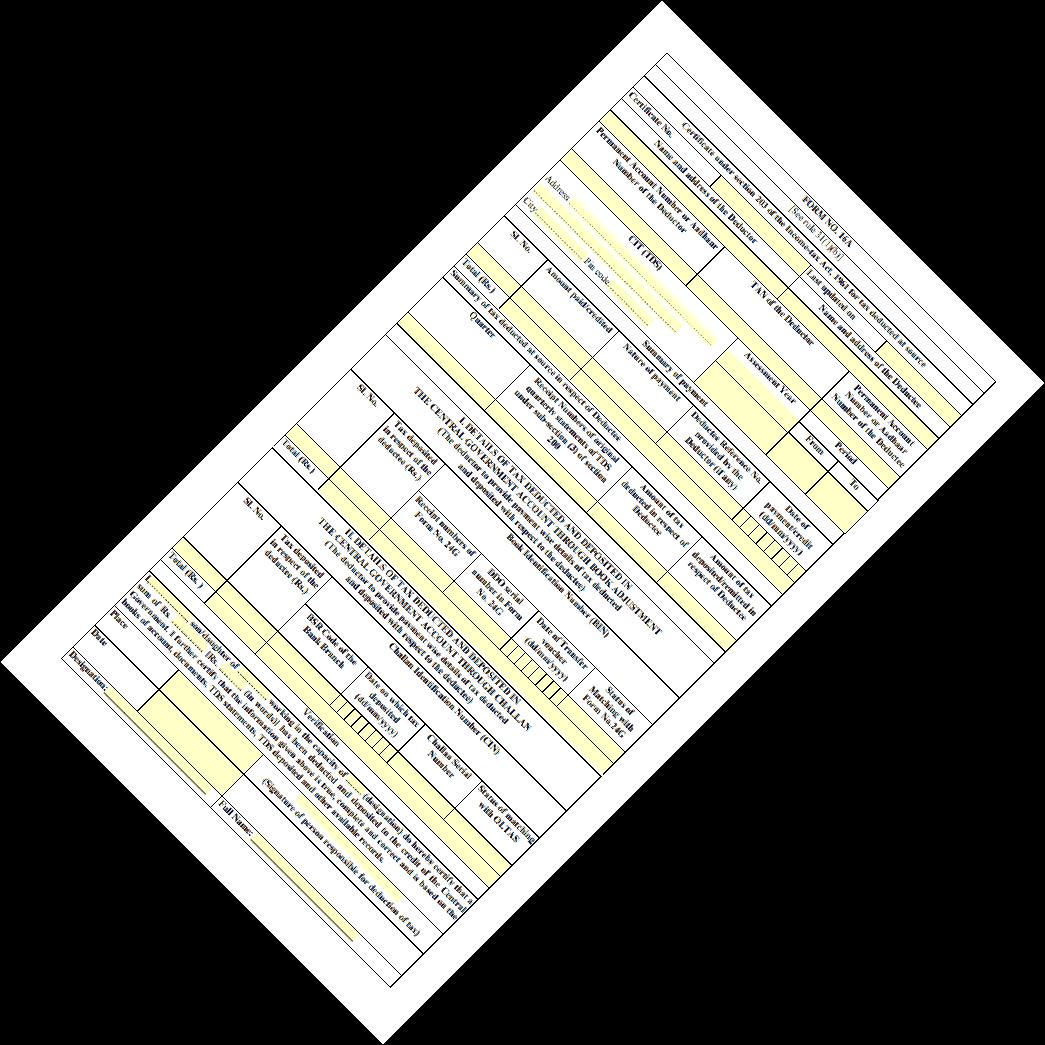 FORM NO. 16A
[See rule 31(1)(b)]
Certificate under section 203 of the Income-tax Act, 1961 for tax deducted at source
Certificate No.
Last updated on
Name and address of the Deductor
Name and address of the Deductee
Permanent Account Number or Aadhaar
Number of the Deductor
TAN of the Deductor
Permanent Account
Number or Aadhaar
Number of the Deductee
CIT (TDS)
Assessment Year
Period
Address
City
Pin code
From
To
Summary of payment
Sl. No.
Amount paid/credited
Nature of payment
Deductee Reference No.
provided by the
Deductor (if any)
Date of
payment/credit
(dd/mm/yyyy)
Total (Rs.)
Summary of tax deducted at source in respect of Deductee
Quarter
Receipt Numbers of original
quarterly statements of TDS
under sub-section (3) of section
200
Amount of tax
deducted in respect of
Deductee
Amount of tax
deposited/remitted in
respect of Deductee
I. DETAILS OF TAX DEDUCTED AND DEPOSITED IN
THE CENTRAL GOVERNMENT ACCOUNT THROUGH BOOK ADJUSTMENT
(The deductor to provide payment wise details of tax deducted
and deposited with respect to the deductee)
Sl. No.
Tax deposited
in respect of the
deductee (Rs.)
Book Identification Number (BIN)
Receipt numbers of
Form No. 24G
DDO serial
number in Form
No. 24G
Date of Transfer
voucher
(dd/mm/yyyy)
Status of
Matching with
Form No.24G
Total (Rs.)
II. DETAILS OF TAX DEDUCTED AND DEPOSITED IN
THE CENTRAL GOVERNMENT ACCOUNT THROUGH CHALLAN
(The deductor to provide payment wise details of tax deducted
and deposited with respect to the deductee)
Sl. No.
Tax deposited
in respect of the
deductee (Rs.)
Challan Identification Number (CIN)
BSR Code of the
Bank Branch
Date on which tax
deposited
(dd/mm/yyyy)
Challan Serial
Number
Status of matching
with OLTAS
Total (Rs. )
Verification
I, ........... son/daughter of ........... working in the capacity of ...... (designation) do hereby certify that a
sum of Rs. ...... [Rs. ........ (in words)] has been deducted and deposited in the credit of the Central
Government. I further certify that the information given above is true, complete and correct and is based on the
books of account, documents, TDS statements, TDS deposited and other available records.
Place
Date
(Signature of person responsible for deduction of tax)
Designation:
Full Name: